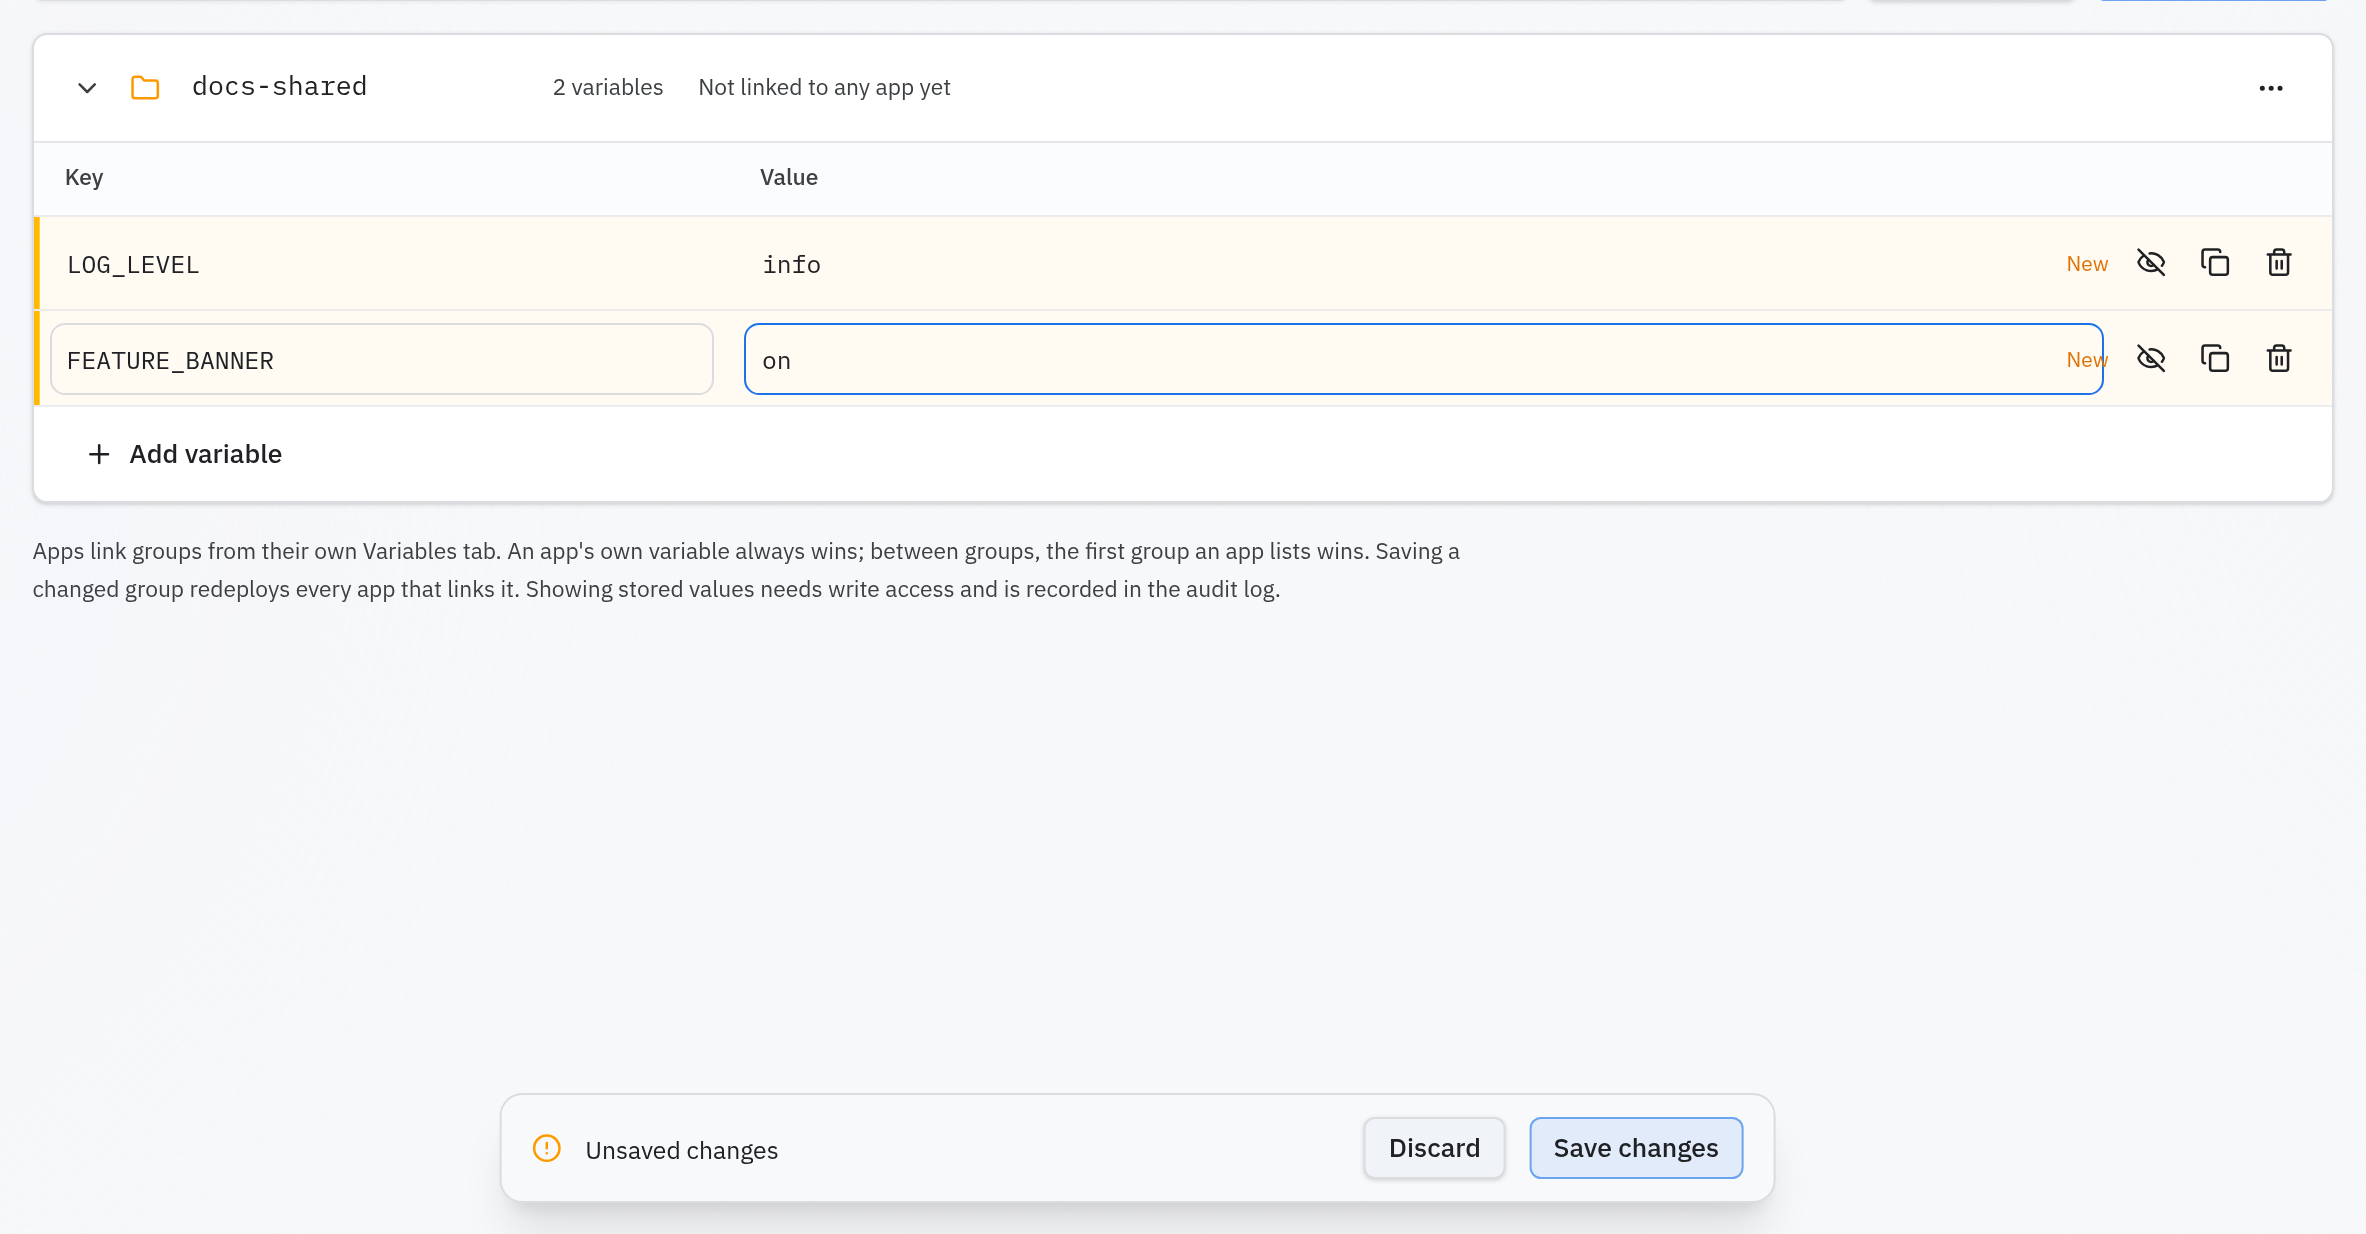 docs-shared 2 variables Not linked to any app yet
Key Value
LOG_LEVEL info New
FEATURE_BANNER on New
Add variable
Apps link groups from their own Variables tab. An app's own variable always wins; between groups, the first group an app lists wins. Saving a
changed group redeploys every app that links it. Showing stored values needs write access and is recorded in the audit log.
Unsaved changes Discard Save changes